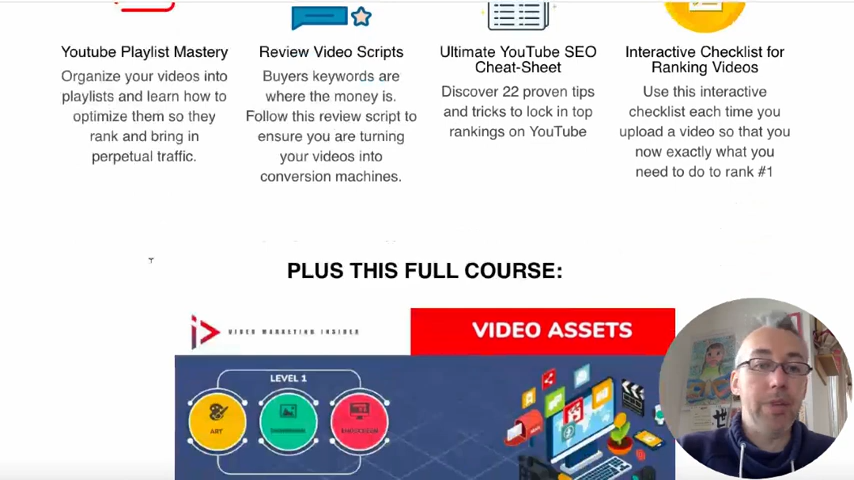 Youtube Playlist Mastery
Organize your videos into
playlists and learn how to
optimize them so they
rank and bring in
perpetual traffic.
Review Video Scripts
Buyers keywords are
where the money is.
Follow this review script to
ensure you are turning
your videos into
conversion machines.
Ultimate YouTube SEO
Cheat-Sheet
Discover 22 proven tips
and tricks to lock in top
rankings on YouTube
Interactive Checklist for
Ranking Videos
Use this interactive
checklist each time you
upload a video so that you
now exactly what you
need to do to rank #1
PLUS THIS FULL COURSE:
VIDEO MARKETING INSIDER
VIDEO ASSETS
LEVEL 1
ART
世